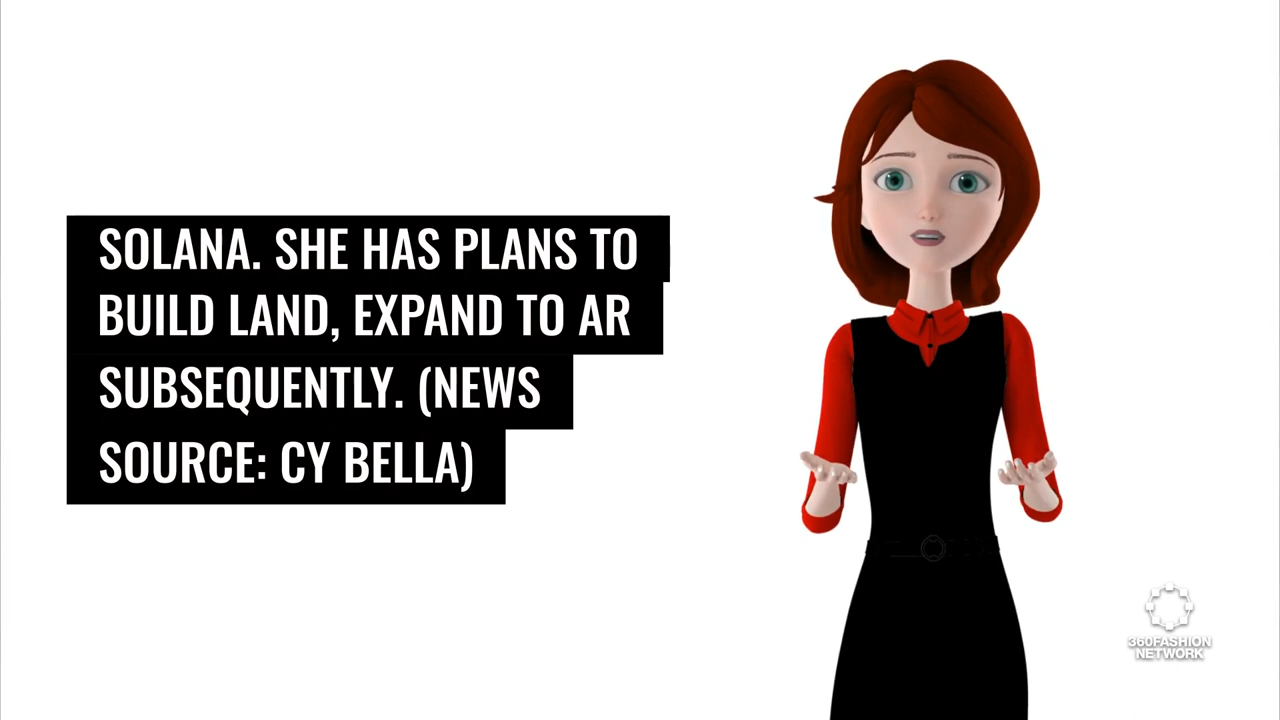 SOLANA. SHE HAS PLANS TO
BUILD LAND, EXPAND TO AR
SUBSEQUENTLY. (NEWS
SOURCE: CY BELLA)
360FASHION
NETWORK